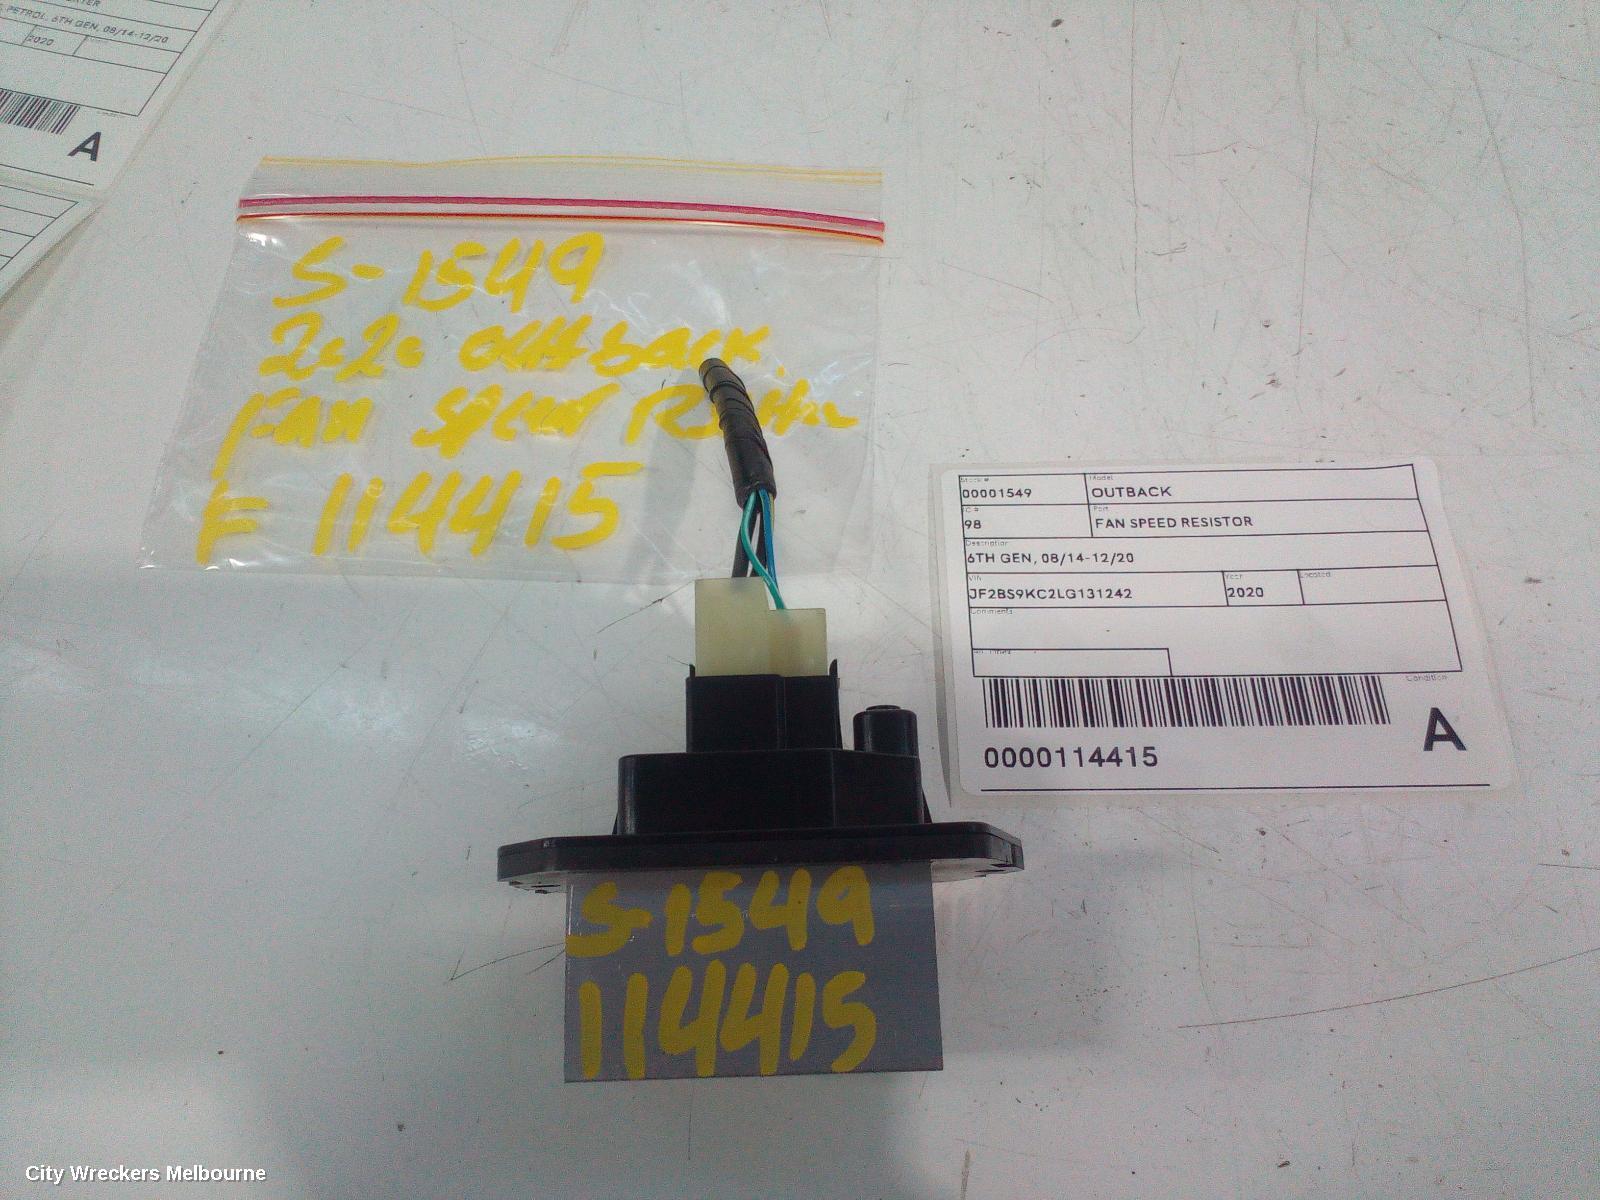 PETROL, 6TH GEN, 08/14-12/20
2020
A
S-1549
2020 outback
Fan speed
F 114415
Stock #
00001549
Model
OUTBACK
IC #
98
Part
FAN SPEED RESISTOR
Description
6TH GEN, 08/14-12/20
VIN
JF2BS9KC2LG131242
Year
2020
Located
Comments
Condition
A
0000114415
S-1549
114415
City Wreckers Melbourne